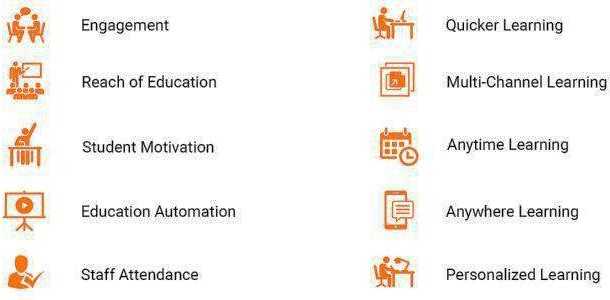 Engagement
Quicker Learning
Reach of Education
Multi-Channel Learning
Student Motivation
Anytime Learning
Education Automation
Anywhere Learning
Staff Attendance
Personalized Learning